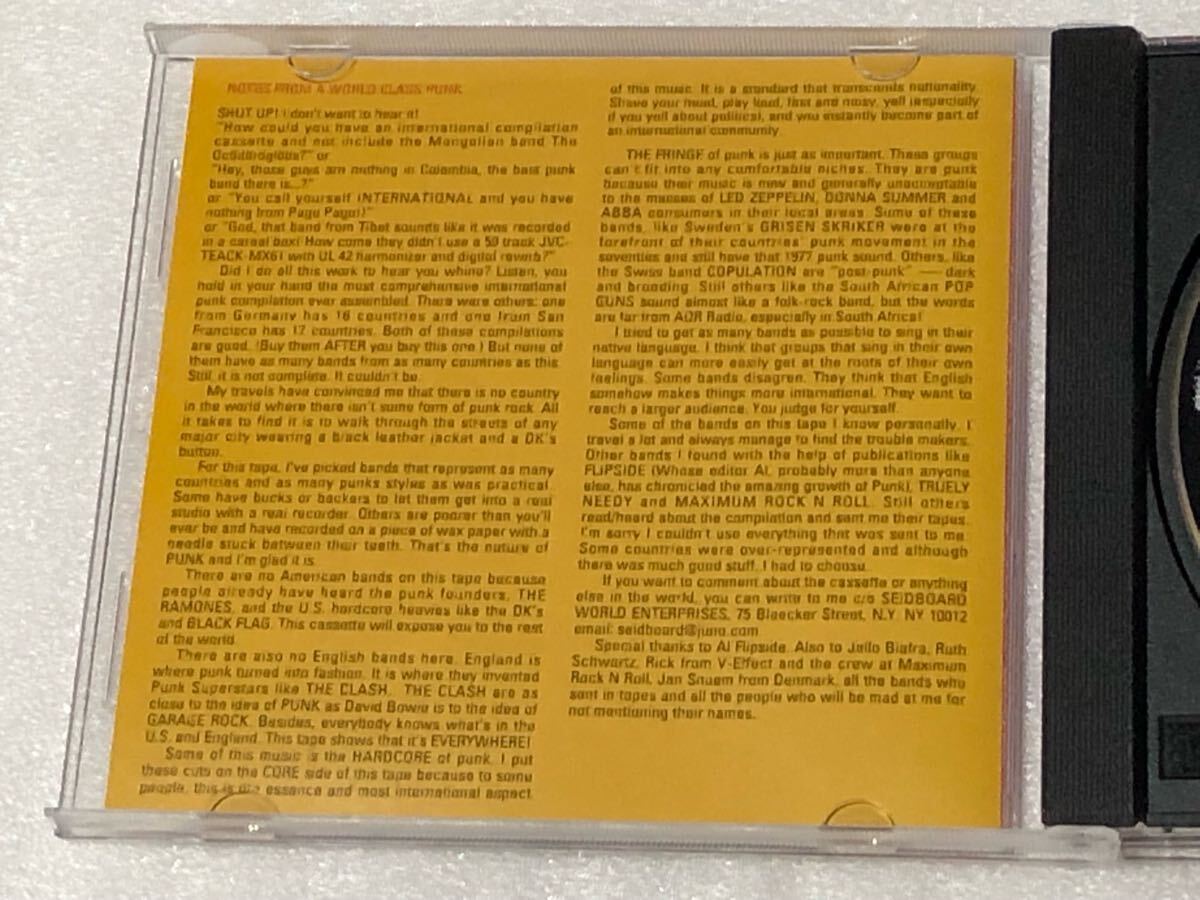 NOTES FROM A WORLD CLASS PUNK
SHUT UP! I don't want to hear it!
"How could you have an international compilation
cassette and not include the Mongolian band The
" or
"Hey, those guys are nothing in Colombia, the best punk
band there is...?"
or "You call yourself INTERNATIONAL and you have
nothing from Pago Pago!"
or "God, that band from Tibet sounds like it was recorded
in a cereal box! How come they didn't use a 59 track JVC-
TEACK-MX61 with UL 42 harmonizer and digital reverb?"
Did I do all this work to hear you whine? Listen, you
hold in your hand the most comprehensive international
punk compilation ever assembled. There were others: one
from Germany has 16 countries and one from San
Francisco has 17 countries. Both of these compilations
are good. (Buy them AFTER you buy this one.) But none of
them have as many bands from as many countries as this.
Still, it is not complete. It couldn't be.
My travels have convinced me that there is no country
in the world where there isn't some form of punk rock. All
it takes to find it is to walk through the streets of any
major city wearing a black leather jacket and a DK's
button.
For this tape, I've picked bands that represent as many
countries and as many punks styles as was practical.
Some have bucks or backers to let them get into a real
studio with a real recorder. Others are poorer than you'll
ever be and have recorded on a piece of wax paper with a
needle stuck between their teeth. That's the nature of
PUNK and I'm glad it is.
There are no American bands on this tape because
people already have heard the punk founders, THE
RAMONES, and the U.S. hardcore heavies like the DK's
and BLACK FLAG. This cassette will expose you to the rest
of the world.
There are also no English bands here. England is
where punk turned into fashion. It is where they invented
Punk Superstars like THE CLASH. THE CLASH are as
close to the idea of PUNK as David Bowie is to the idea of
GARAGE ROCK. Besides, everybody knows what's in the
U.S. and England. This tape shows that it's EVERYWHERE!
Some of this music is the HARDCORE of punk. I put
these cuts on the CORE side of this tape because to some
people, this is the essence and most international aspect
of this music. It is a standard that transcends nationality.
Shave your head, play loud, fast and noisy, yell (especially
if you yell about politics), and you instantly become part of
an international community.
THE FRINGE of punk is just as important. These groups
can't fit into any comfortable niches. They are punk
because their music is new and generally unacceptable
to the masses of LED ZEPPELIN, DONNA SUMMER and
ABBA consumers in their local areas. Some of these
bands, like Sweden's GRISEN SKRIKER were at the
forefront of their countries' punk movement in the
seventies and still have that 1977 punk sound. Others, like
the Swiss band COPULATION are "post-punk" — dark
and brooding. Still others like the South African POP
GUNS sound almost like a folk-rock band, but the words
are far from AOR Radio, especially in South Africa!
I tried to get as many bands as possible to sing in their
native language. I think that groups that sing in their own
language can more easily get at the roots of their own
feelings. Some bands disagree. They think that English
somehow makes things more international. They want to
reach a larger audience. You judge for yourself.
Some of the bands on this tape I know personally. I
travel a lot and always manage to find the trouble makers.
Other bands I found with the help of publications like
FLIPSIDE (Whose editor Al, probably more than anyone
else, has chronicled the amazing growth of Punk), TRUELY
NEEDY and MAXIMUM ROCK N ROLL. Still others
read/heard about the compilation and sent me their tapes.
I'm sorry I couldn't use everything that was sent to me.
Some countries were over-represented and although
there was much good stuff, I had to choose.
If you want to comment about the cassette or anything
else in the world, you can write to me c/o SEIDBOARD
WORLD ENTERPRISES, 75 Bleecker Street, N.Y. NY 10012
email: seidboard@juno.com
Special thanks to Al Flipside. Also to Jello Biafra, Ruth
Schwartz, Rick from V-Effect and the crew at Maximum
Rock N Roll, Jan Sneum from Denmark, all the bands who
sent in tapes and all the people who will be mad at me for
not mentioning their names.